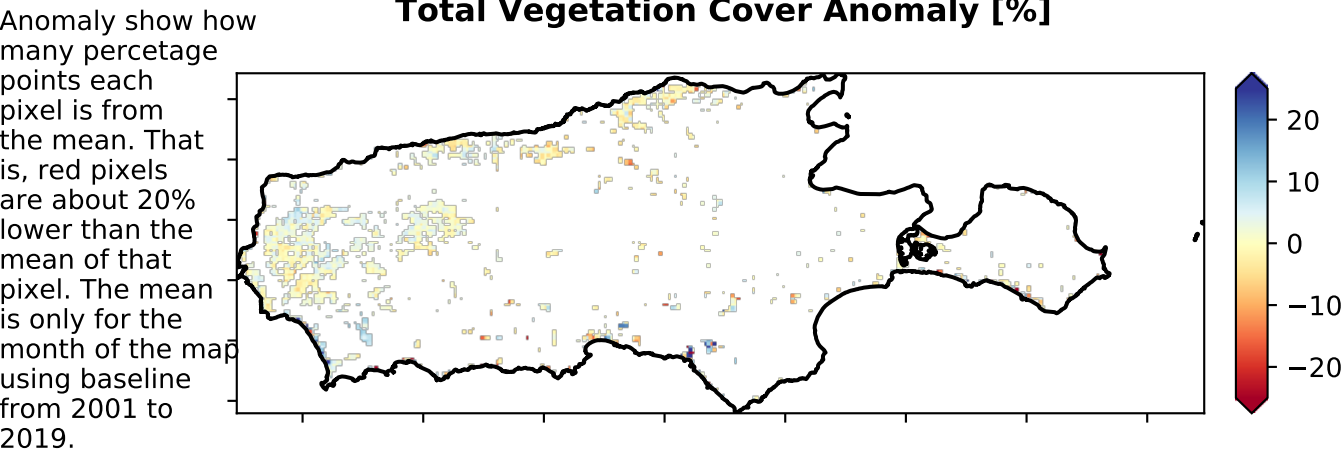 Total Vegetation Cover Anomaly [%]
Anomaly show how
many percetage
points each
pixel is from
the mean. That
is, red pixels
are about 20%
lower than the
mean of that
pixel. The mean
is only for the
month of the map
using baseline
from 2001 to
2019.
20
10
0
−10
−20